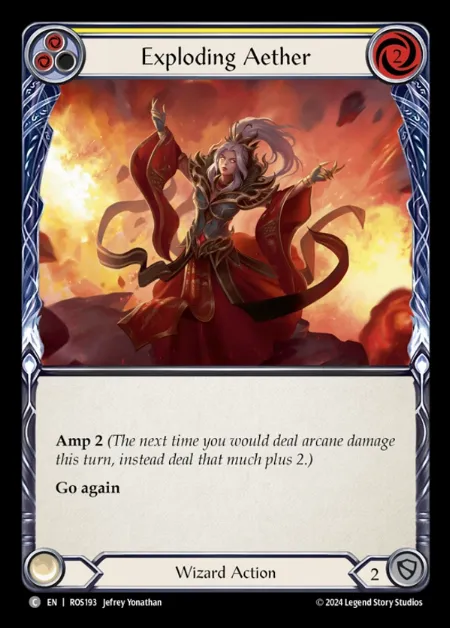 Exploding Aether
2
Amp 2 (The next time you would deal arcane damage
this turn, instead deal that much plus 2.)
Go again
Wizard Action
2
C EN | ROS193 Jefrey Yonathan
© 2024 Legend Story Studios